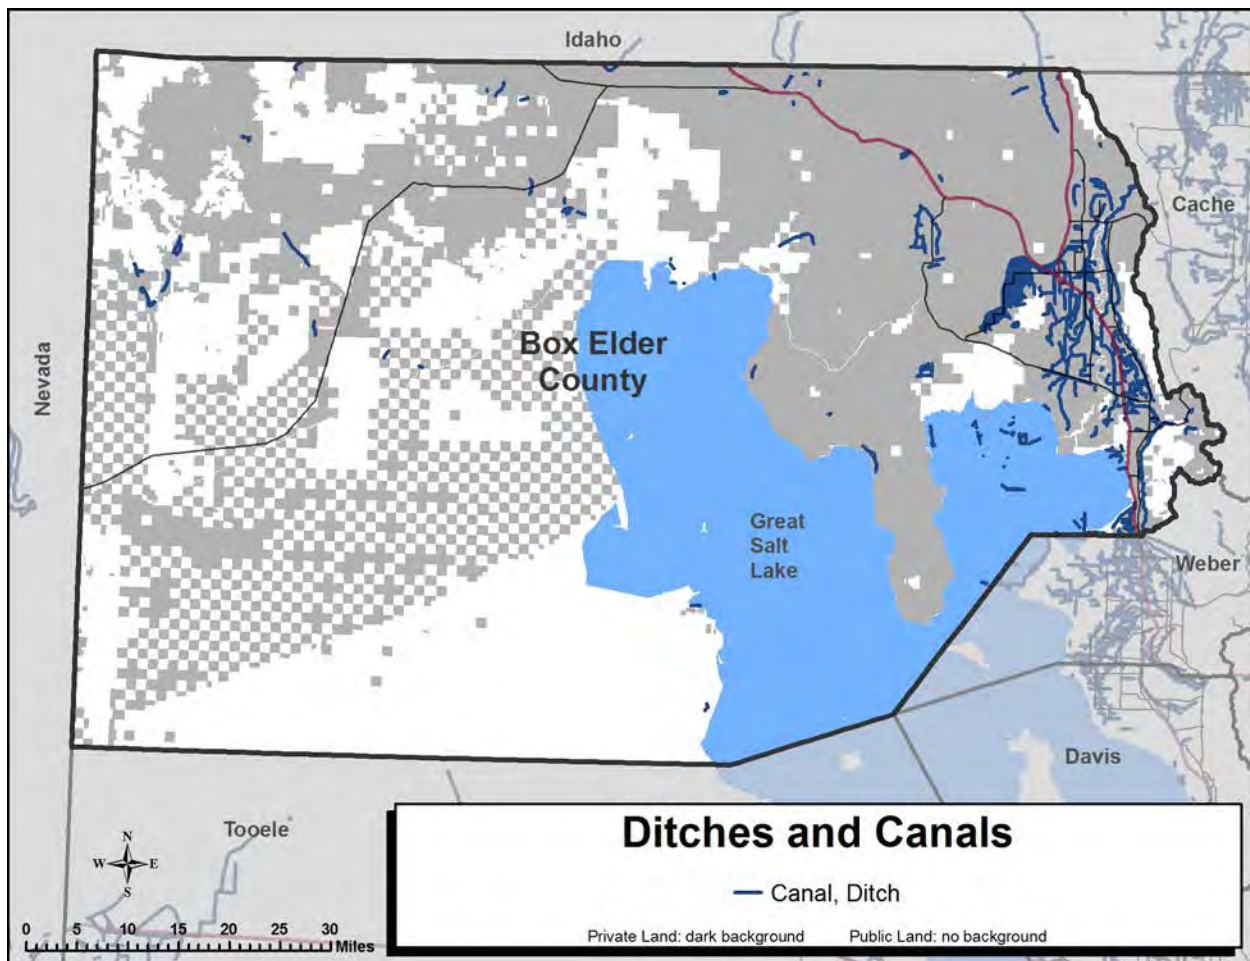 Idaho
Cache
Nevada
Box Elder
County
Great
Salt
Lake
Weber
Davis
Tooele
N
W E
S
0 5 10 15 20 25 30
Miles
Ditches and Canals
Canal, Ditch
Private Land: dark background Public Land: no background